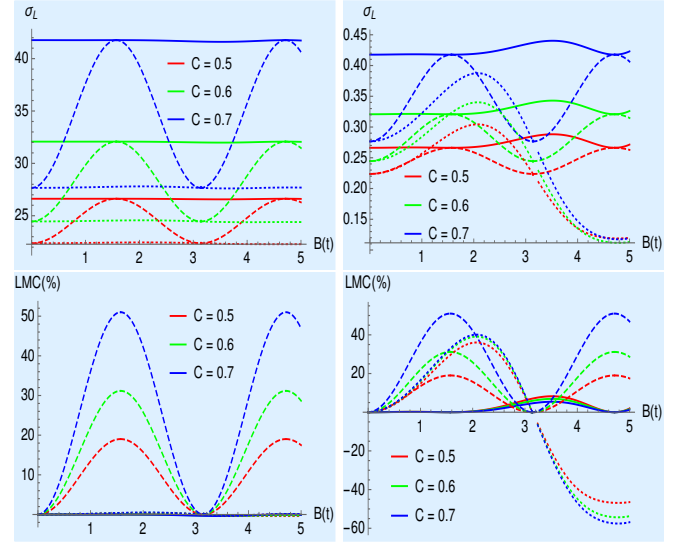 σL
40
35
30
25
1
2
3
4
5
B(t)
C = 0.5
C = 0.6
C = 0.7
σL
0.45
0.40
0.35
0.30
0.25
0.20
0.15
1
2
3
4
5
B(t)
C = 0.5
C = 0.6
C = 0.7
LMC(%)
50
40
30
20
10
1
2
3
4
5
B(t)
C = 0.5
C = 0.6
C = 0.7
LMC(%)
40
20
-20
-40
-60
1
2
3
4
5
B(t)
C = 0.5
C = 0.6
C = 0.7